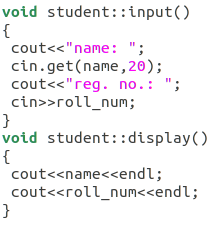 void student::input()
{
cout<<"name: ";
cin.get(name,20);
cout<<"reg. no.: ";
cin>>roll_num;
}
void student::display()
{
cout<<name<<endl;
cout<<roll_num<<endl;
}